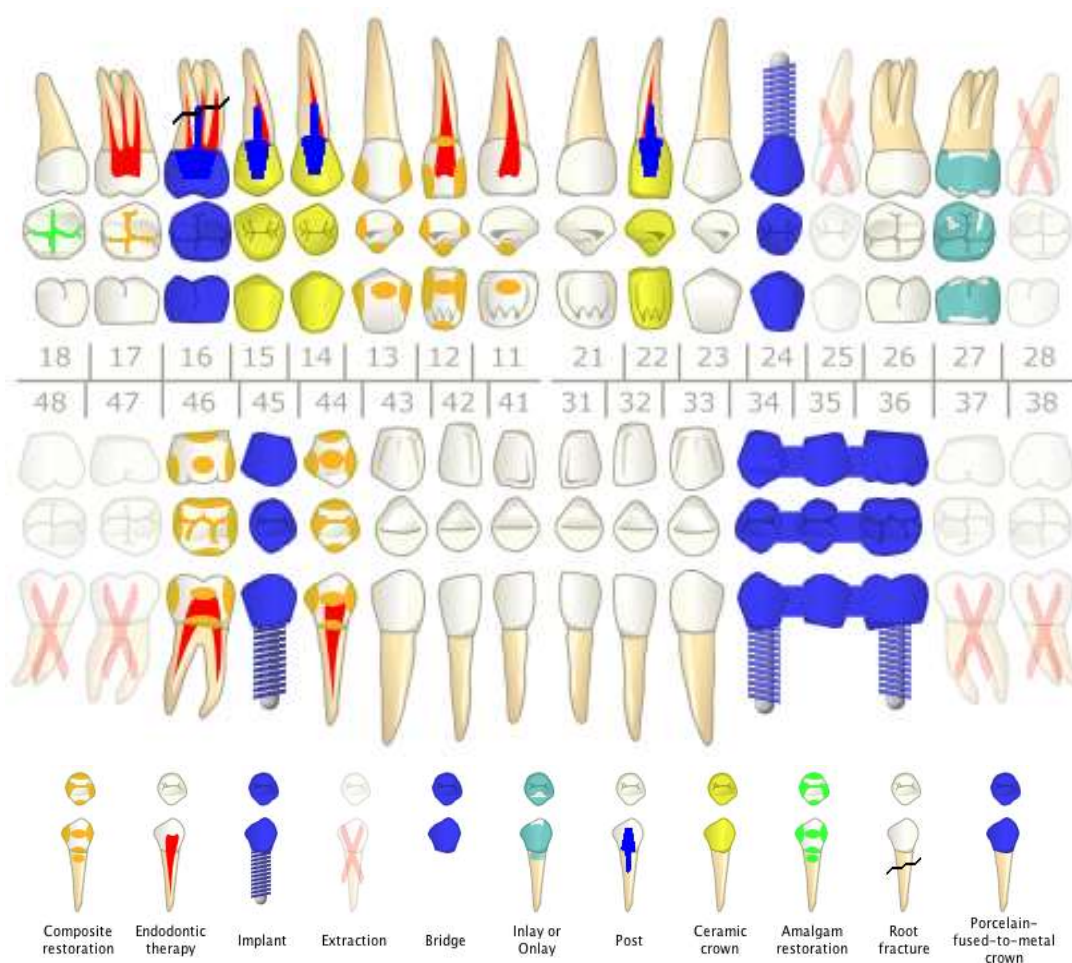 18 17 16 15 14 13 12 11 21 22 23 24 25 26 27 28
48 47 46 45 44 43 42 41 31 32 33 34 35 36 37 38
Composite
restoration
Endodontic
therapy
Implant
Extraction
Bridge
Inlay or
Onlay
Post
Ceramic
crown
Amalgam
restoration
Root
fracture
Porcelain-
fused-to-metal
crown